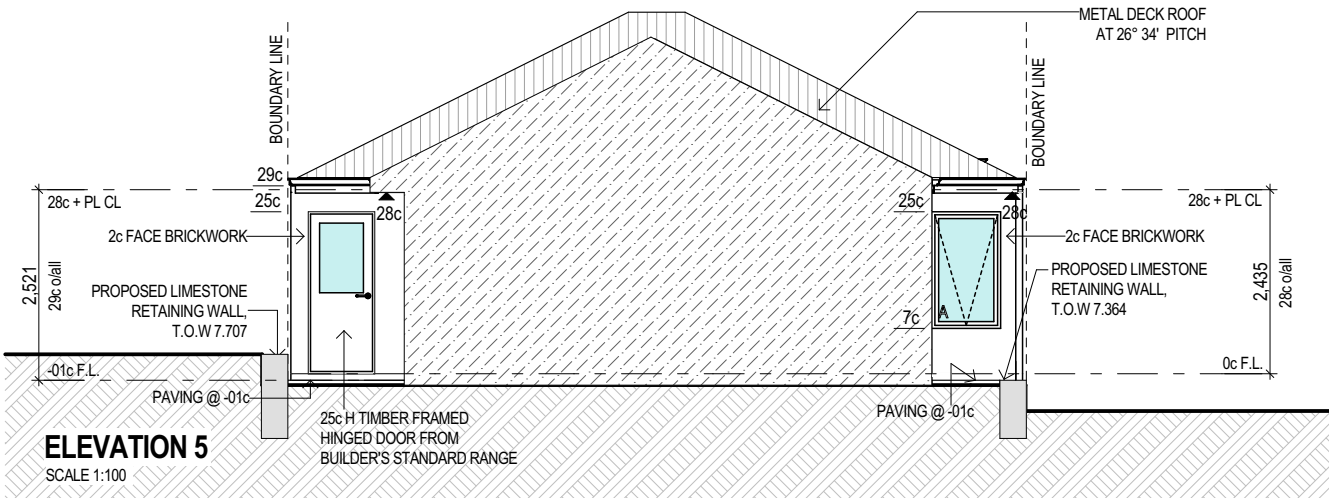 METAL DECK ROOF
AT 26° 34' PITCH
BOUNDARY LINE
BOUNDARY LINE
29c
25c
28c + PL CL
28c
25c
28c
28c + PL CL
2c FACE BRICKWORK
2c FACE BRICKWORK
2,521
29c o/all
PROPOSED LIMESTONE
RETAINING WALL,
T.O.W 7.707
PROPOSED LIMESTONE
RETAINING WALL,
T.O.W 7.364
2,435
28c o/all
A
7c
-01c F.L.
0c F.L.
PAVING @ -01c
PAVING @ -01c
25c H TIMBER FRAMED
HINGED DOOR FROM
BUILDER'S STANDARD RANGE
ELEVATION 5
SCALE 1:100